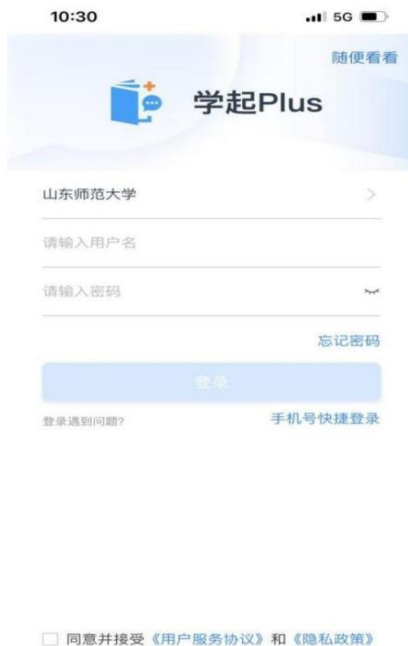 10:30 5G
随便看看
学起Plus
山东师范大学
请输入用户名
请输入密码
忘记密码
登录
登录遇到问题? 手机号快捷登录
同意并接受《用户服务协议》和《隐私政策》